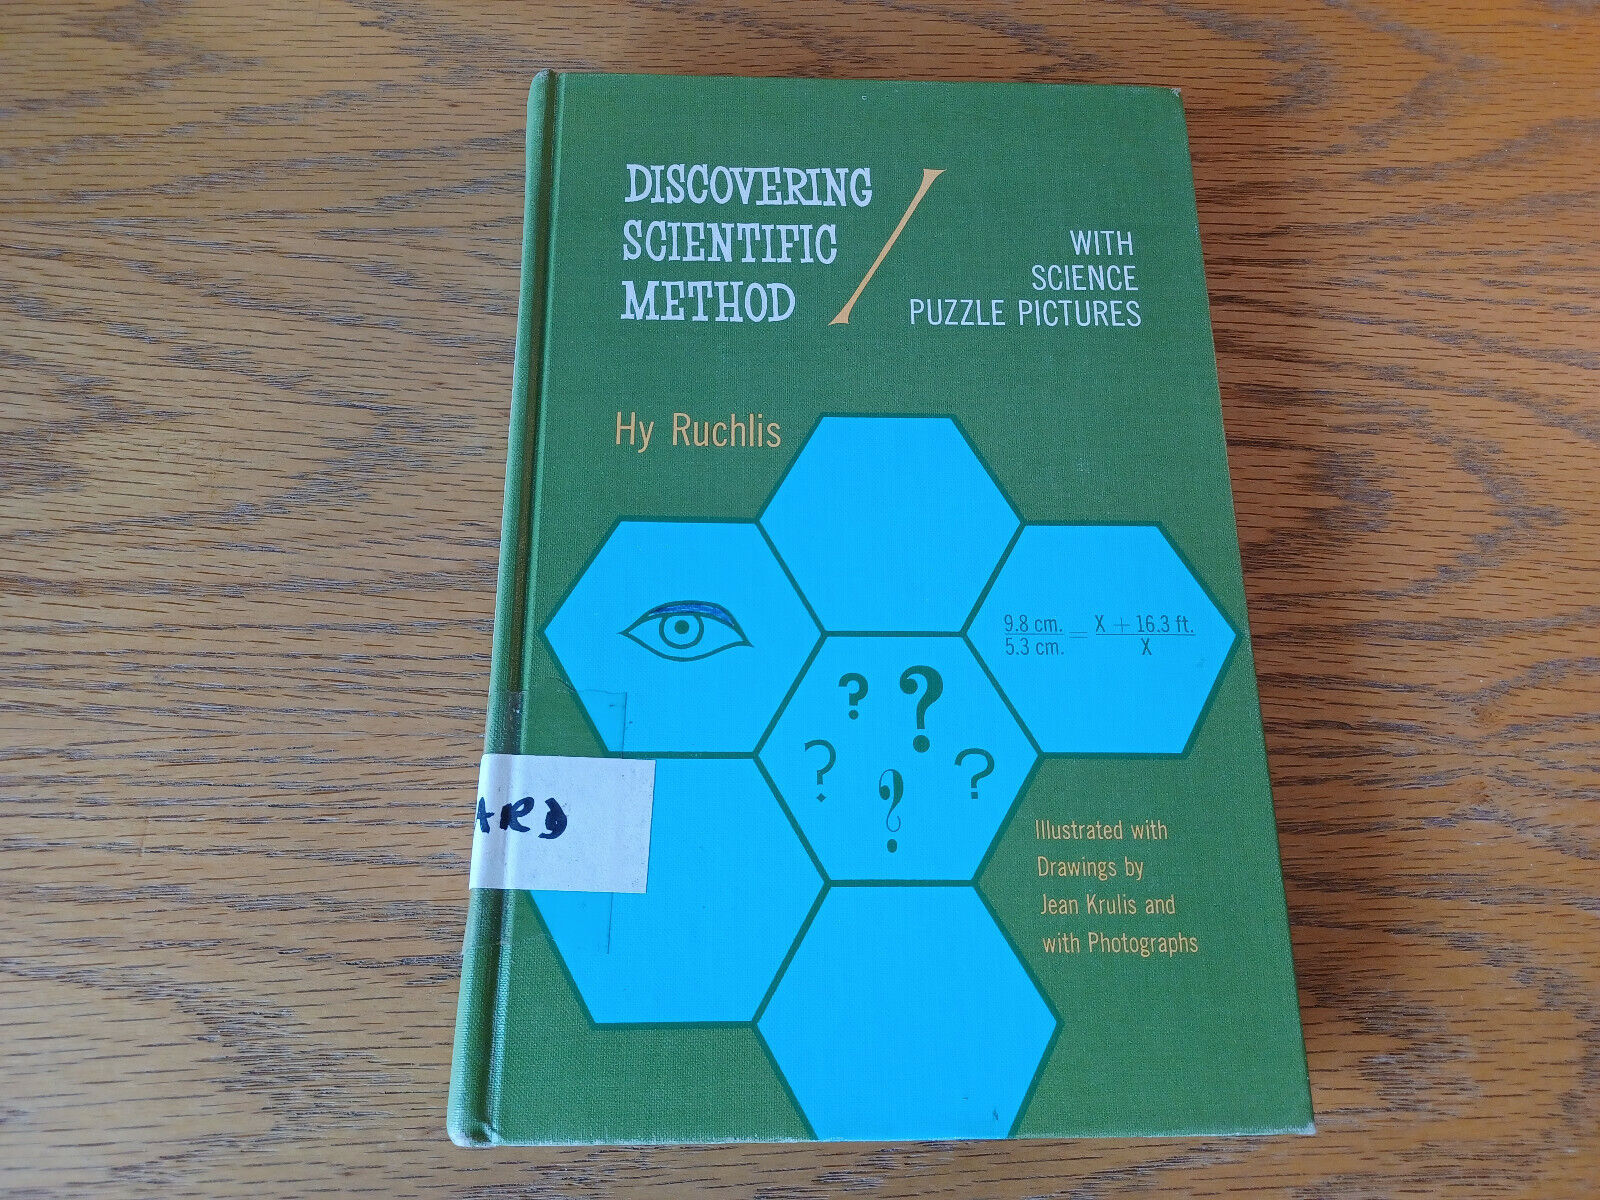 DISCOVERING
SCIENTIFIC
METHOD
WITH
SCIENCE
PUZZLE PICTURES
Hy Ruchlis
9.8 cm. = X + 16.3 ft.
5.3 cm. X
? ?
? ? ?
ARD
Illustrated with
Drawings by
Jean Krulis and
with Photographs